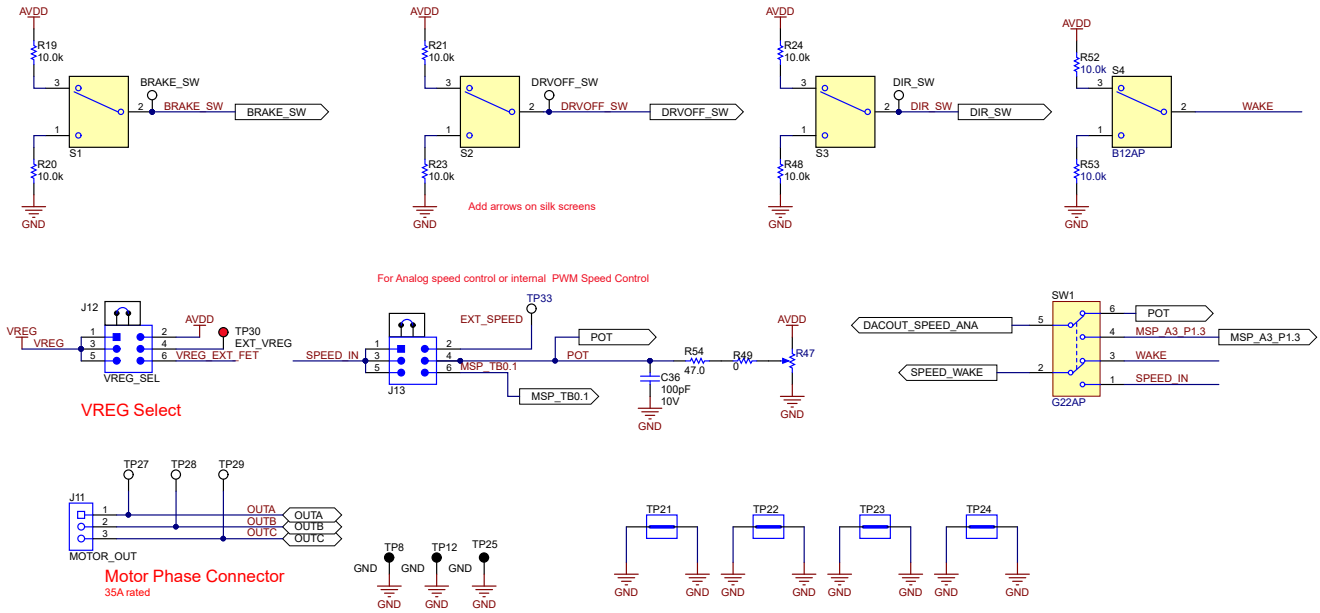 AVDD
R19
10.0k
3
BRAKE_SW
2
BRAKE_SW
BRAKE_SW
1
S1
R20
10.0k
GND
AVDD
R21
10.0k
3
DRVOFF_SW
2
DRVOFF_SW
DRVOFF_SW
1
S2
R23
10.0k
GND
Add arrows on silk screens
AVDD
R24
10.0k
3
DIR_SW
2
DIR_SW
DIR_SW
1
S3
R48
10.0k
GND
AVDD
R52
10.0k
S4
3
2
WAKE
1
B12AP
R53
10.0k
GND
J12
VREG
VREG
1
3
5
2
4
6
AVDD
TP30
EXT_VREG
VREG_EXT_FET
VREG_SEL
VREG Select
For Analog speed control or internal  PWM Speed Control
TP33
EXT_SPEED
SPEED_IN
1
3
5
2
4
6
J13
MSP_TB0.1
MSP_TB0.1
POT
POT
C36
100pF
10V
GND
R54
47.0
R49
0
AVDD
R47
GND
SW1
DACOUT_SPEED_ANA
5
6
POT
4
MSP_A3_P1.3
MSP_A3_P1.3
3
WAKE
SPEED_WAKE
2
1
SPEED_IN
G22AP
TP27
TP28
TP29
J11
1
2
3
OUTA
OUTB
OUTC
OUTA
OUTB
OUTC
MOTOR_OUT
Motor Phase Connector
35A rated
TP8
TP12
TP25
GND
GND
GND
GND
GND
GND
TP21
TP22
TP23
TP24
GND
GND
GND
GND
GND
GND
GND
GND